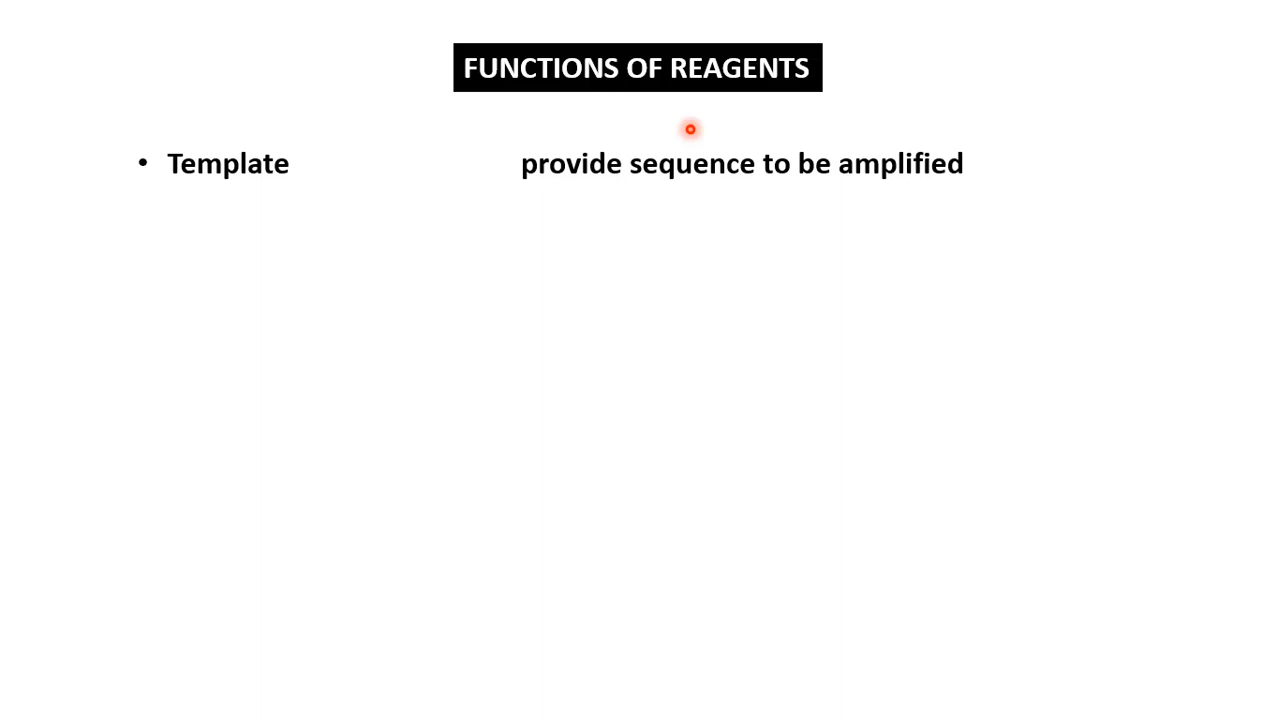 FUNCTIONS OF REAGENTS
• Template provide sequence to be amplified